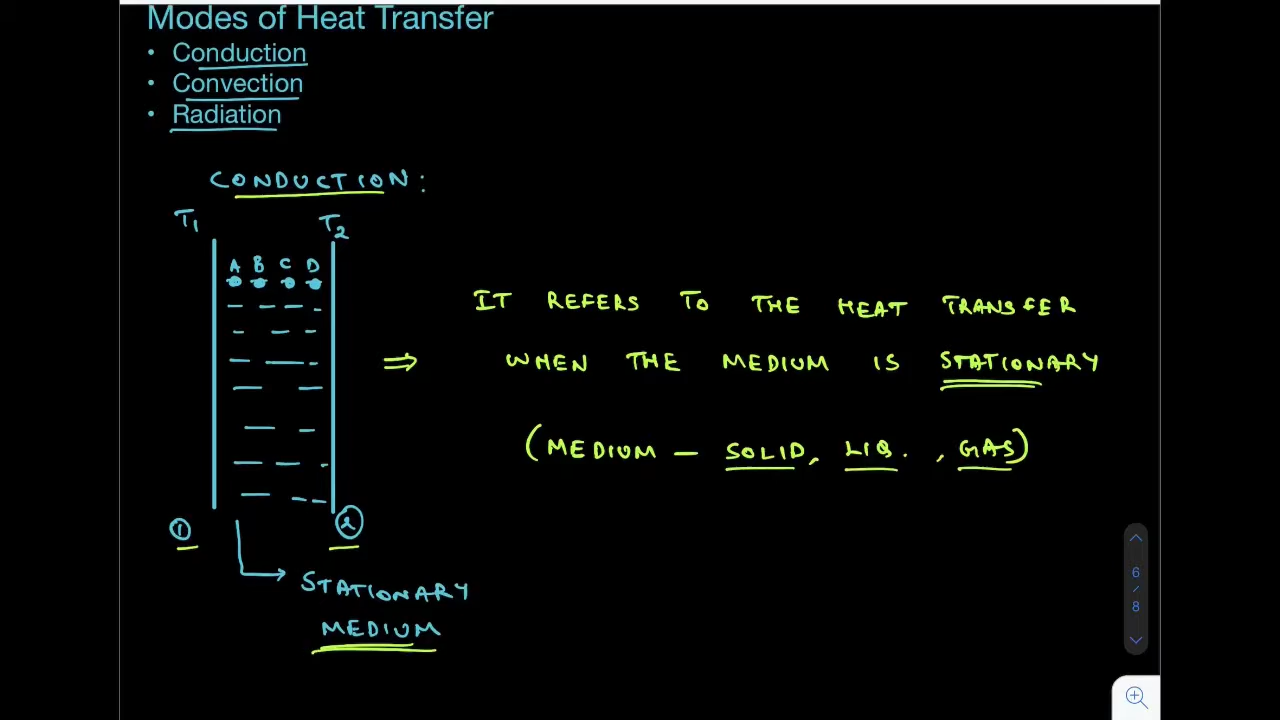 Modes of Heat Transfer
• Conduction
• Convection
• Radiation
CONDUCTION:
T1 T2
A B C D
IT REFERS TO THE HEAT TRANSFER
⇒ WHEN THE MEDIUM IS STATIONARY
(MEDIUM – SOLID, LIQ. , GAS)
① ②
STATIONARY
MEDIUM
6
/
8